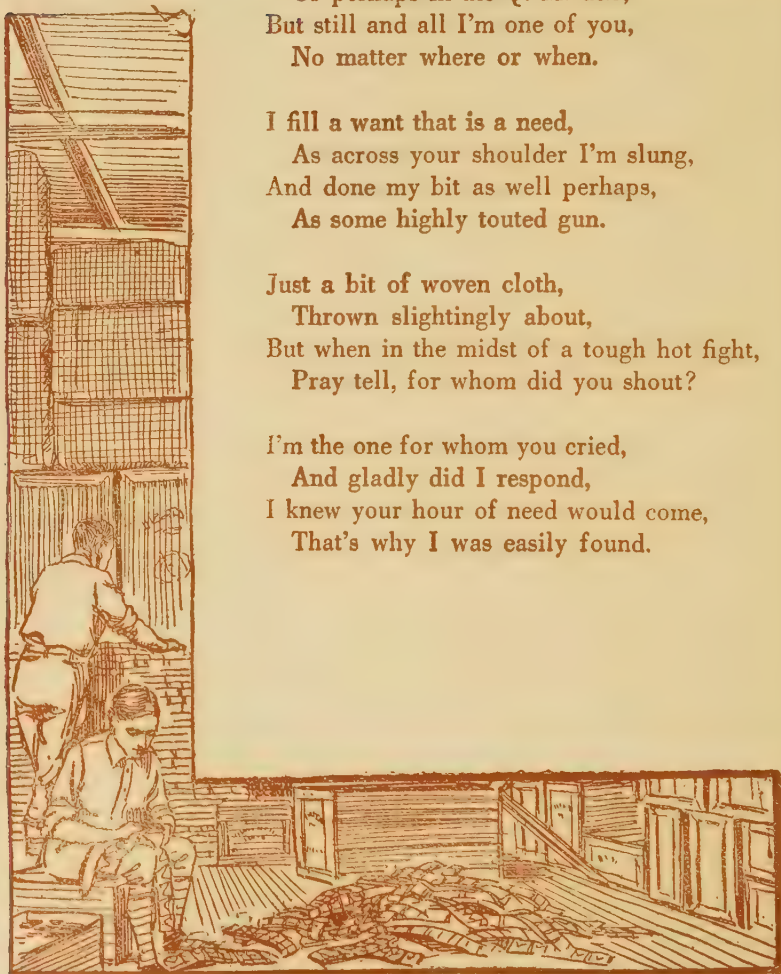 But still and all I'm one of you,
No matter where or when.
I fill a want that is a need,
As across your shoulder I'm slung,
And done my bit as well perhaps,
As some highly touted gun.
Just a bit of woven cloth,
Thrown slightingly about,
But when in the midst of a tough hot fight,
Pray tell, for whom did you shout?
I'm the one for whom you cried,
And gladly did I respond,
I knew your hour of need would come,
That's why I was easily found.